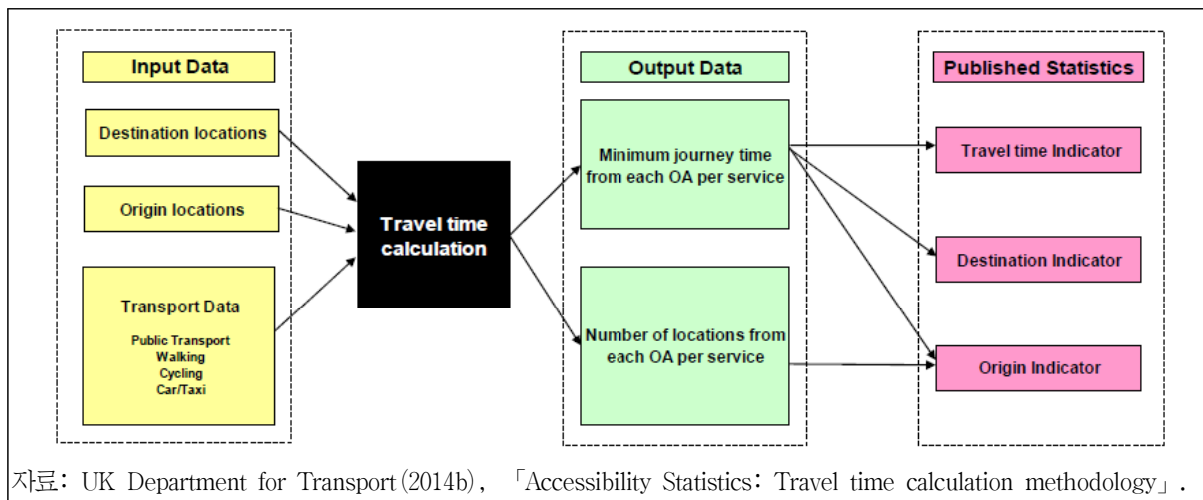 Input Data
Destination locations
Origin locations
Transport Data
Public Transport
Walking
Cycling
Car/Taxi
Travel time
calculation
Output Data
Minimum journey time
from each OA per service
Number of locations from
each OA per service
Published Statistics
Travel time Indicator
Destination Indicator
Origin Indicator
자료: UK Department for Transport(2014b), 「Accessibility Statistics: Travel time calculation methodology」.